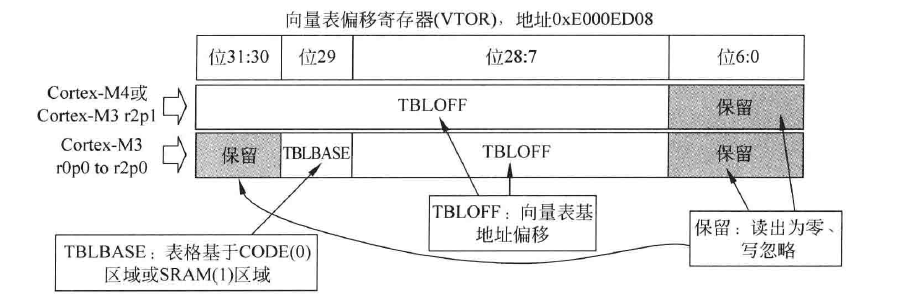 向量表偏移寄存器(VTOR)，地址0xE000ED08
位31:30 位29 位28:7 位6:0
Cortex-M4或
Cortex-M3 r2p1
TBLOFF 保留
Cortex-M3
r0p0 to r2p0
保留 TBLBASE TBLOFF 保留
TBLOFF：向量表基
地址偏移
保留：读出为零、
写忽略
TBLBASE：表格基于CODE(0)
区域或SRAM(1)区域